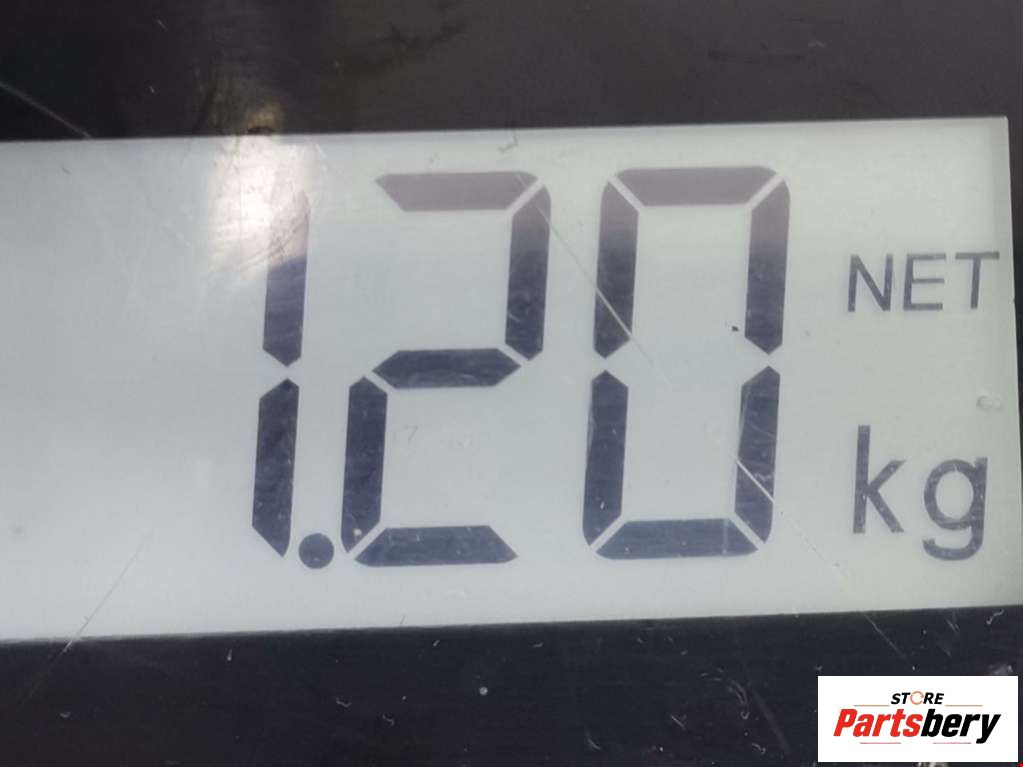 1.20 NET
kg
STORE
Partsbery